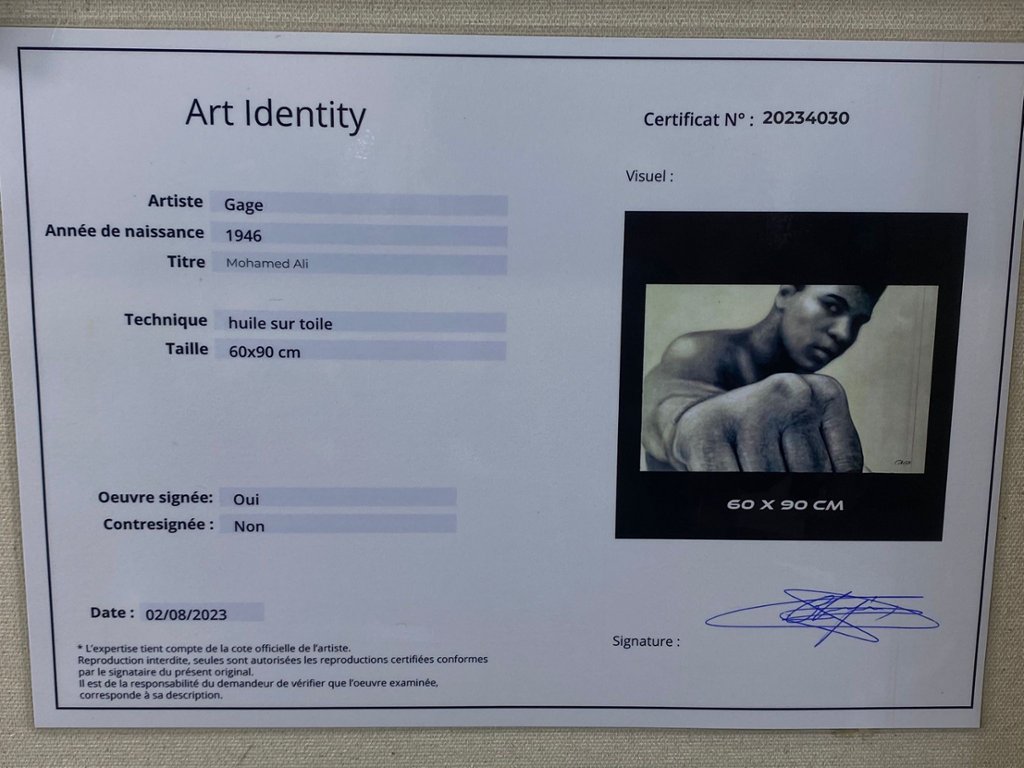 Art Identity
Certificat N° : 20234030
Artiste Gage
Année de naissance 1946
Titre Mohamed Ali
Technique huile sur toile
Taille 60x90 cm
Oeuvre signée: Oui
Contresignée : Non
Date : 02/08/2023
* L'expertise tient compte de la cote officielle de l'artiste.
Reproduction interdite, seules sont autorisées les reproductions certifiées conformes
par le signataire du présent original.
Il est de la responsabilité du demandeur de vérifier que l'oeuvre examinée,
corresponde à sa description.
Visuel :
60 X 90 CM
Signature :